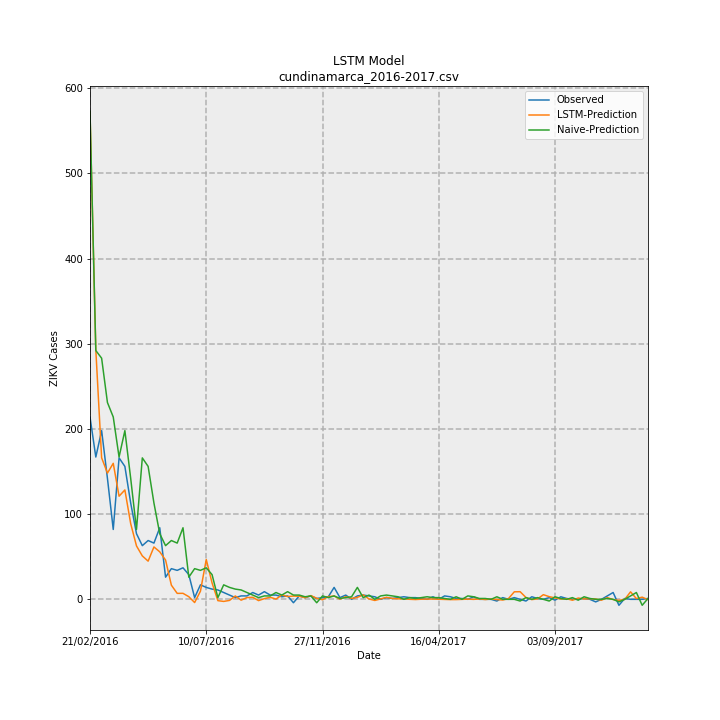 LSTM Model
cundinamarca_2016-2017.csv
Observed
LSTM-Prediction
Naive-Prediction
600
500
400
300
200
100
0
ZIKV Cases
21/02/2016
10/07/2016
27/11/2016
16/04/2017
03/09/2017
Date